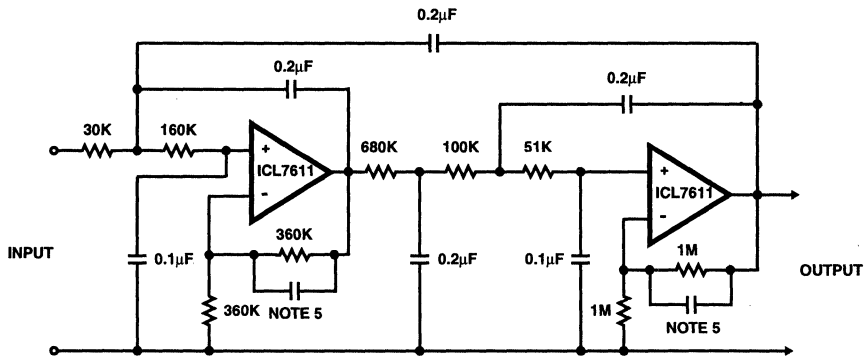 0.2µF
0.2µF
0.2µF
30K
160K
680K
100K
51K
+
ICL7611
-
+
ICL7611
-
INPUT
0.1µF
360K
360K
NOTE 5
0.2µF
0.1µF
1M
1M
NOTE 5
OUTPUT